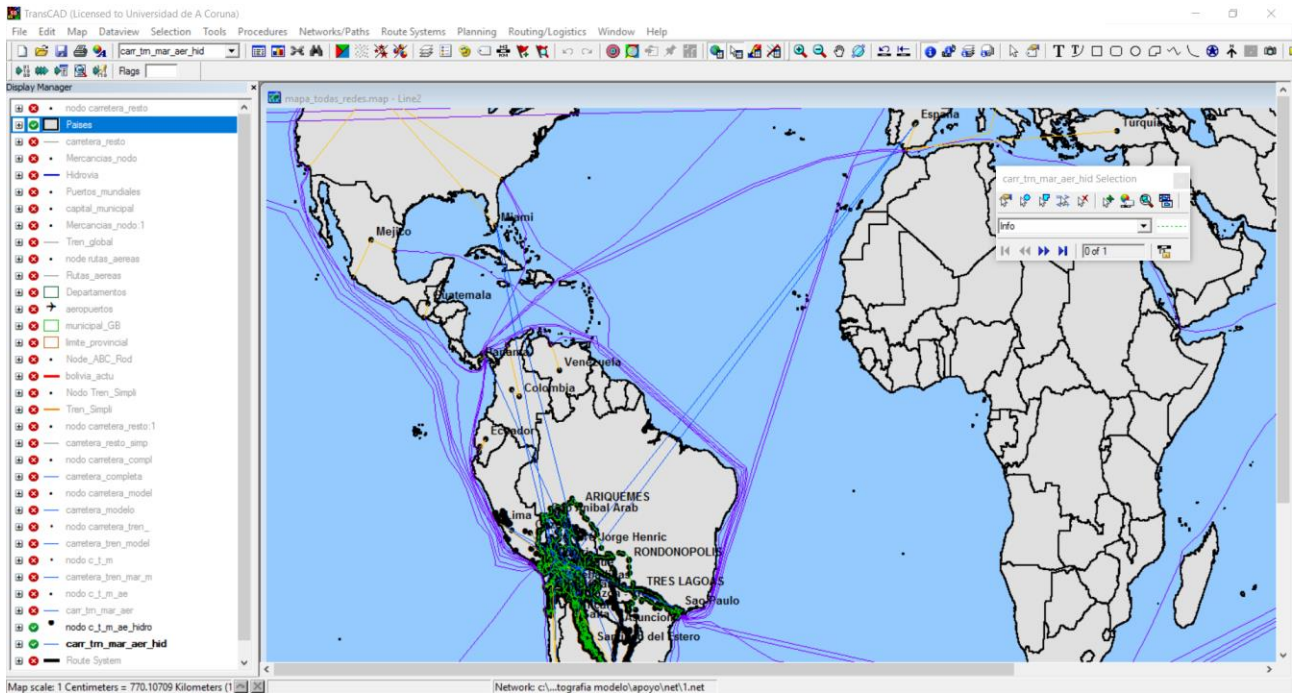 TransCAD (Licensed to Universidad de A Coruna)
File Edit Map Dataview Selection Tools Procedures Networks/Paths Route Systems Planning Routing/Logistics Window Help
carr_trn_mar_aer_hid
Flags
Display Manager
nodo carretera_resto
Paises
carretera_resto
Mercancias_nodo
Hidrovia
Puertos_mundiales
capital_municipal
Mercancias_nodo:1
Tren_global
node rutas_aereas
Rutas_aereas
Departamentos
aeropuertos
municipal_GB
limite_provincial
Node_ABC_Rod
bolivia_actu
Nodo Tren_Simpli
Tren_Simpli
nodo carretera_resto:1
carretera_resto_simp
nodo carretera_compl
carretera_completa
nodo carretera_model
carretera_modelo
nodo carretera_tren_
carretera_tren_model
nodo c_t_m
carretera_tren_mar_m
nodo c_t_m_ae
carr_trn_mar_aer
nodo c_t_m_ae_hidro
carr_trn_mar_aer_hid
Route System
mapa_todas_redes.map - Line2
España
Turquia
carr_trn_mar_aer_hid Selection
Info
0 of 1
Miami
Mejico
Guatemala
Panama
Venezuela
Colombia
Ecuador
ARIQUEMES
Anibal Arab
Lima
Jorge Henric
RONDONOPOLIS
TRES LAGOAS
Sao Paulo
Salta
Asuncion
del Estero
Map scale: 1 Centimeters = 770.10709 Kilometers (1
Network: c:\...tografia modelo\apoyo\net\1.net